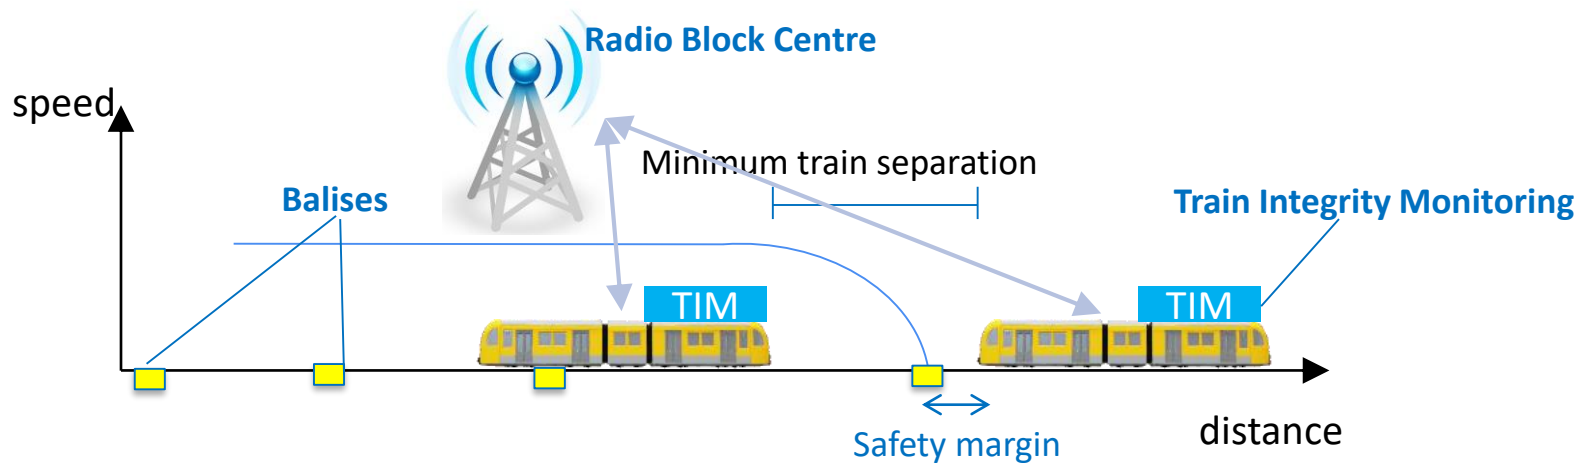 Radio Block Centre
speed
Minimum train separation
Balises
Train Integrity Monitoring
TIM
TIM
Safety margin
distance